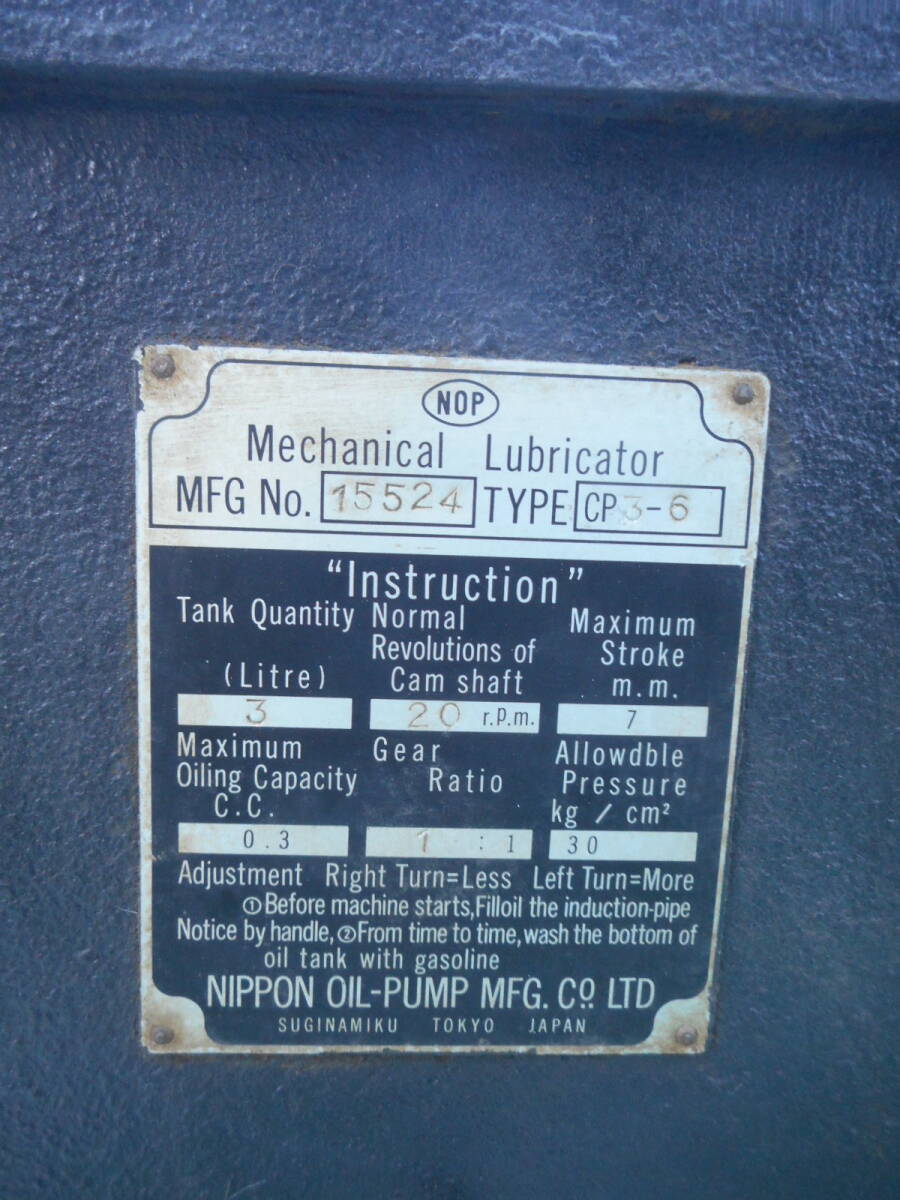 NOP
Mechanical Lubricator
MFG No. 15524 TYPE CP3-6
"Instruction"
Tank Quantity (Litre)
Normal Revolutions of Cam shaft
Maximum Stroke m.m.
3
20 r.p.m.
7
Maximum Oiling Capacity C.C.
Gear Ratio
Allowdble Pressure kg / cm²
0.3
1 : 1
30
Adjustment Right Turn=Less Left Turn=More
①Before machine starts,Filloil the induction-pipe
Notice by handle,②From time to time,wash the bottom of
oil tank with gasoline
NIPPON OIL-PUMP MFG. Cº LTD
SUGINAMIKU TOKYO JAPAN